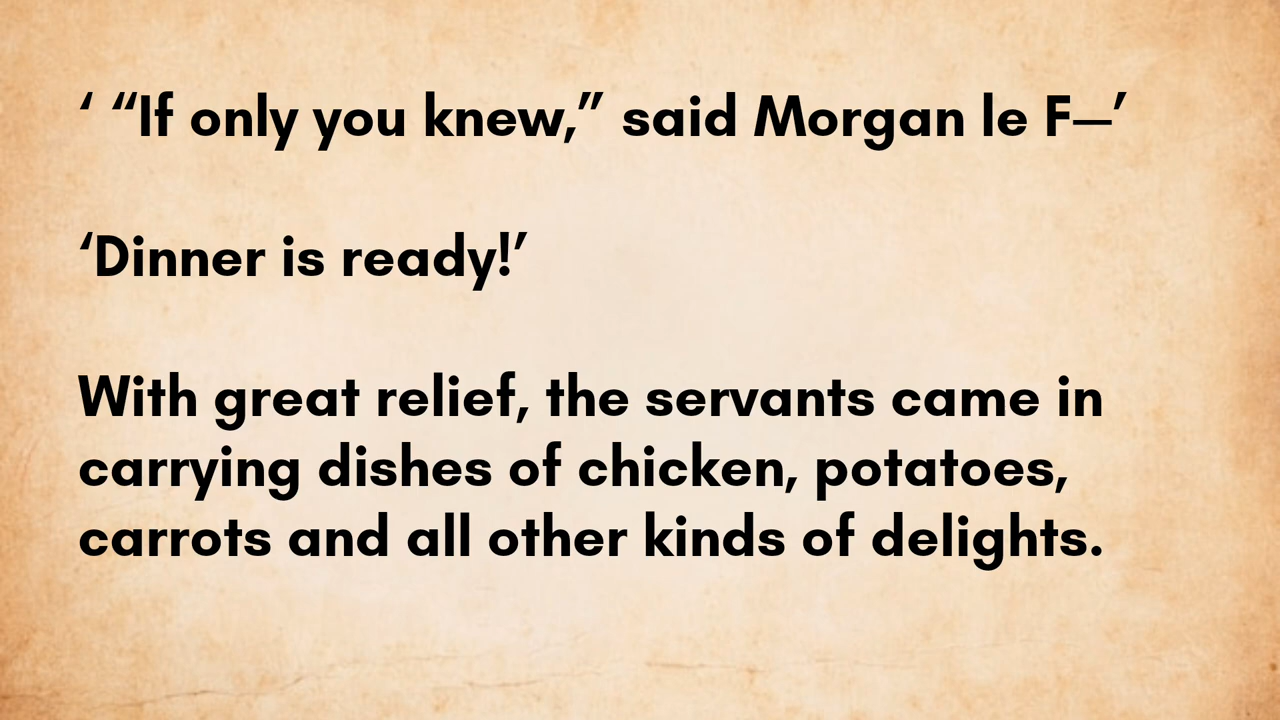 ‘ “If only you knew,” said Morgan le F—’
‘Dinner is ready!’
With great relief, the servants came in
carrying dishes of chicken, potatoes,
carrots and all other kinds of delights.